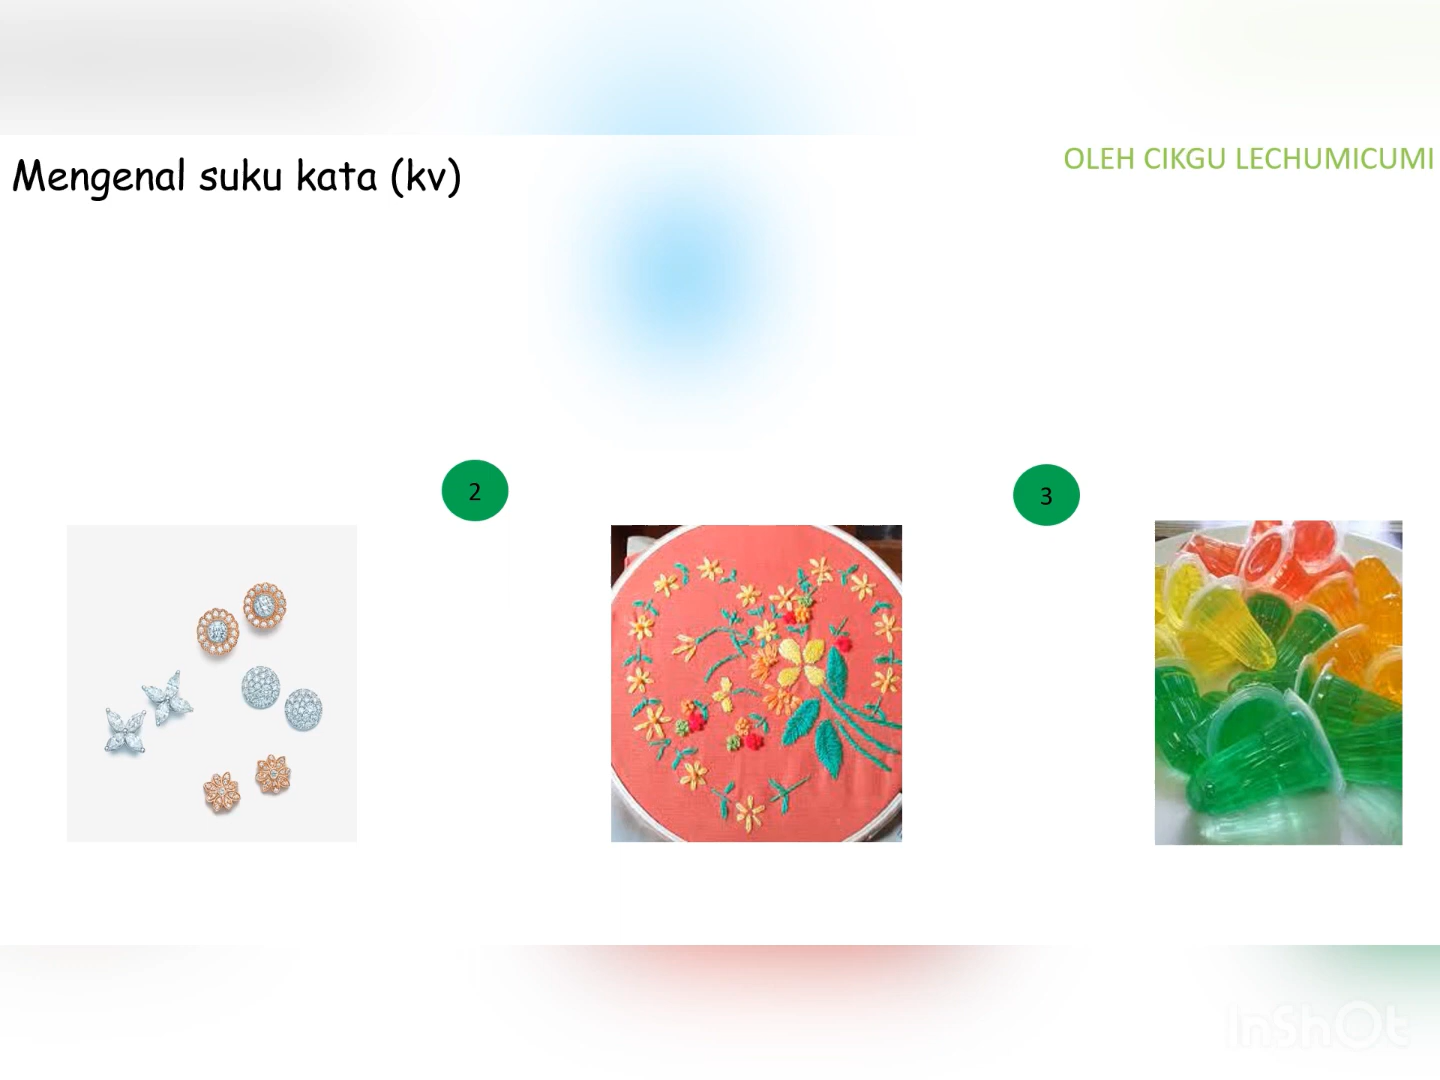 Mengenal suku kata (kv)
OLEH CIKGU LECHUMICUMI
2
3
InShOt